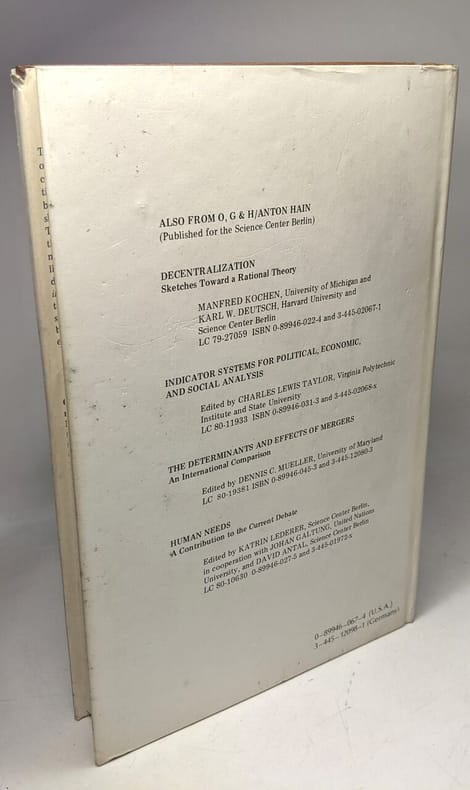 ALSO FROM O, G & H/ANTON HAIN
(Published for the Science Center Berlin)
DECENTRALIZATION
Sketches Toward a Rational Theory
MANFRED KOCHEN, University of Michigan and
KARL W. DEUTSCH, Harvard University and
Science Center Berlin
LC 79-27059 ISBN 0-89946-022-4 and 3-445-02067-1
INDICATOR SYSTEMS FOR POLITICAL, ECONOMIC,
AND SOCIAL ANALYSIS
Edited by CHARLES LEWIS TAYLOR, Virginia Polytechnic
Institute and State University
LC 80-11933 ISBN 0-89946-031-3 and 3-445-02068-x
THE DETERMINANTS AND EFFECTS OF MERGERS
An International Comparison
Edited by DENNIS C. MUELLER, University of Maryland
LC 80-19381 ISBN 0-89946-045-3 and 3-445-12080-3
HUMAN NEEDS
A Contribution to the Current Debate
Edited by KATRIN LEDERER, Science Center Berlin,
in cooperation with JOHAN GALTUNG, United Nations
University, and DAVID ANTAL, Science Center Berlin
LC 80-10630 0-89946-027-5 and 3-445-01972-x
0-89946-067-4 (U.S.A.)
3-445-12098-1 (Germany)